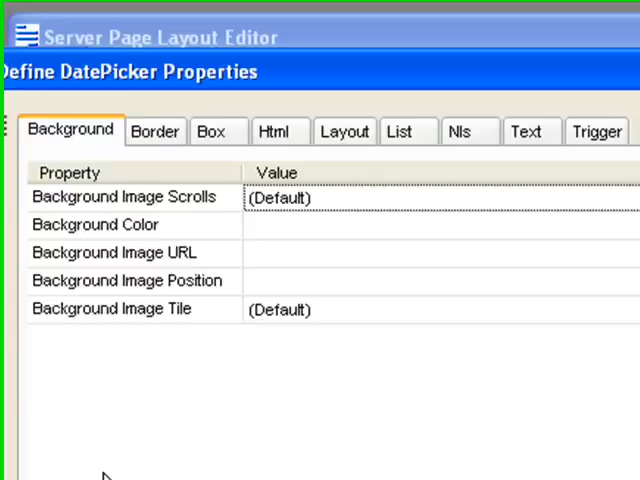 Server Page Layout Editor
Define DatePicker Properties
Background Border Box Html Layout List Nls Text Trigger
Property Value
Background Image Scrolls (Default)
Background Color
Background Image URL
Background Image Position
Background Image Tile (Default)